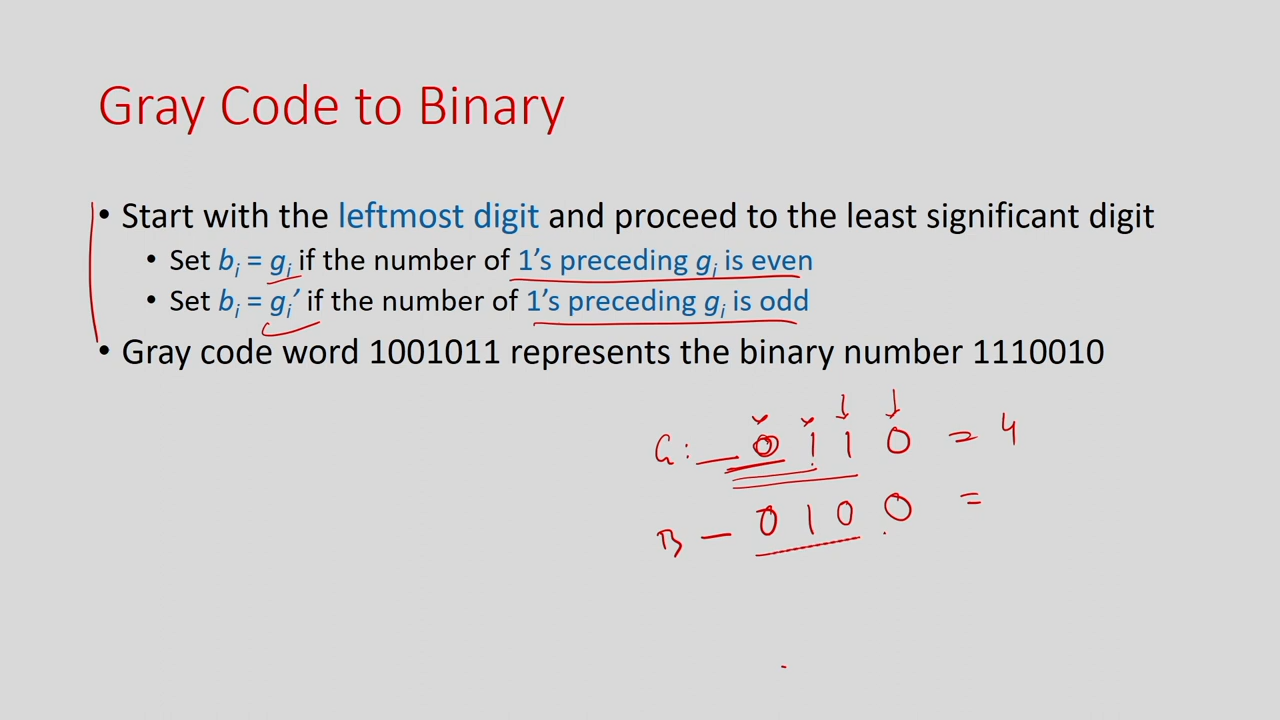 Gray Code to Binary
• Start with the leftmost digit and proceed to the least significant digit
• Set bᵢ = gᵢ if the number of 1’s preceding gᵢ is even
• Set bᵢ = gᵢ’ if the number of 1’s preceding gᵢ is odd
• Gray code word 1001011 represents the binary number 1110010
G: — 0 1 1 0 = 4
B — 0 1 0 0 =